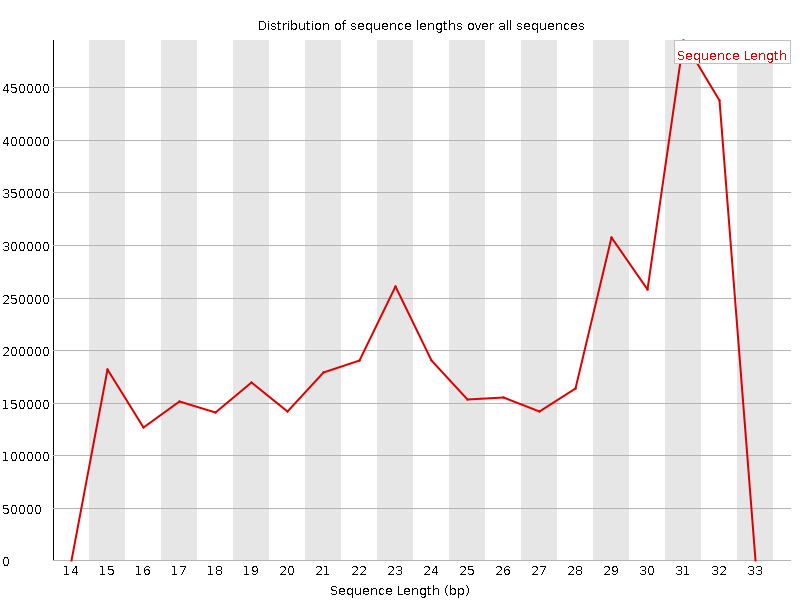 Distribution of sequence lengths over all sequences
Sequence Length
450000
400000
350000
300000
250000
200000
150000
100000
50000
0
14 15 16 17 18 19 20 21 22 23 24 25 26 27 28 29 30 31 32 33
Sequence Length (bp)